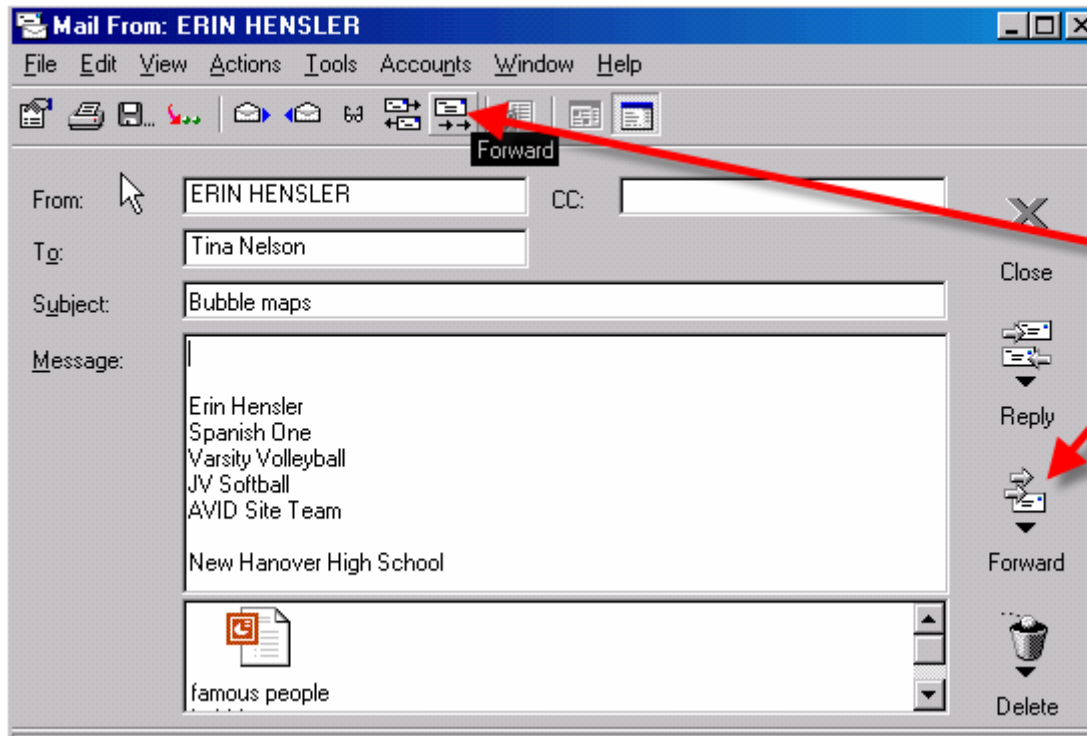 Mail From: ERIN HENSLER
File Edit View Actions Tools Accounts Window Help
Forward
From: ERIN HENSLER CC:
To: Tina Nelson
Close
Subject: Bubble maps
Message:
Erin Hensler
Spanish One
Varsity Volleyball
JV Softball
AVID Site Team
Reply
New Hanover High School
Forward
famous people
Delete